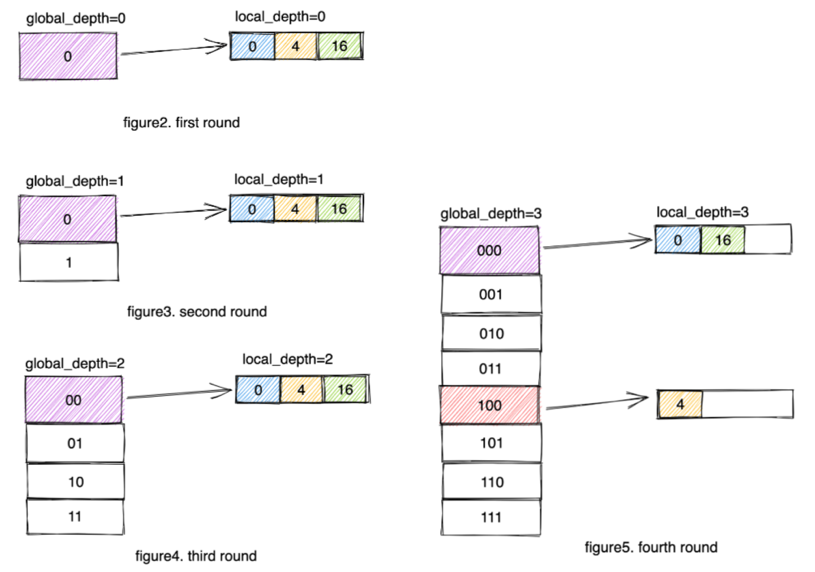 global_depth=0
local_depth=0
0
0 4 16
figure2. first round
global_depth=1
local_depth=1
0
0 4 16
1
figure3. second round
global_depth=2
local_depth=2
00
0 4 16
01
10
11
figure4. third round
global_depth=3
local_depth=3
000
0 16
001
010
011
100
4
101
110
111
figure5. fourth round